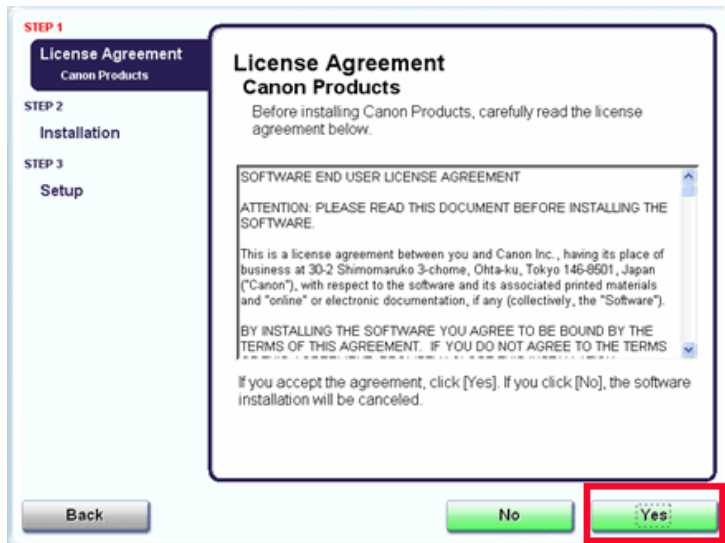 STEP 1
License Agreement
Canon Products
STEP 2
Installation
STEP 3
Setup
License Agreement
Canon Products
Before installing Canon Products, carefully read the license
agreement below.
SOFTWARE END USER LICENSE AGREEMENT
ATTENTION: PLEASE READ THIS DOCUMENT BEFORE INSTALLING THE
SOFTWARE.
This is a license agreement between you and Canon Inc., having its place of
business at 30-2 Shimomaruko 3-chome, Ohta-ku, Tokyo 146-8501, Japan
("Canon"), with respect to the software and its associated printed materials
and "online" or electronic documentation, if any (collectively, the "Software").
BY INSTALLING THE SOFTWARE YOU AGREE TO BE BOUND BY THE
TERMS OF THIS AGREEMENT. IF YOU DO NOT AGREE TO THE TERMS
If you accept the agreement, click [Yes]. If you click [No], the software
installation will be canceled.
Back
No
Yes